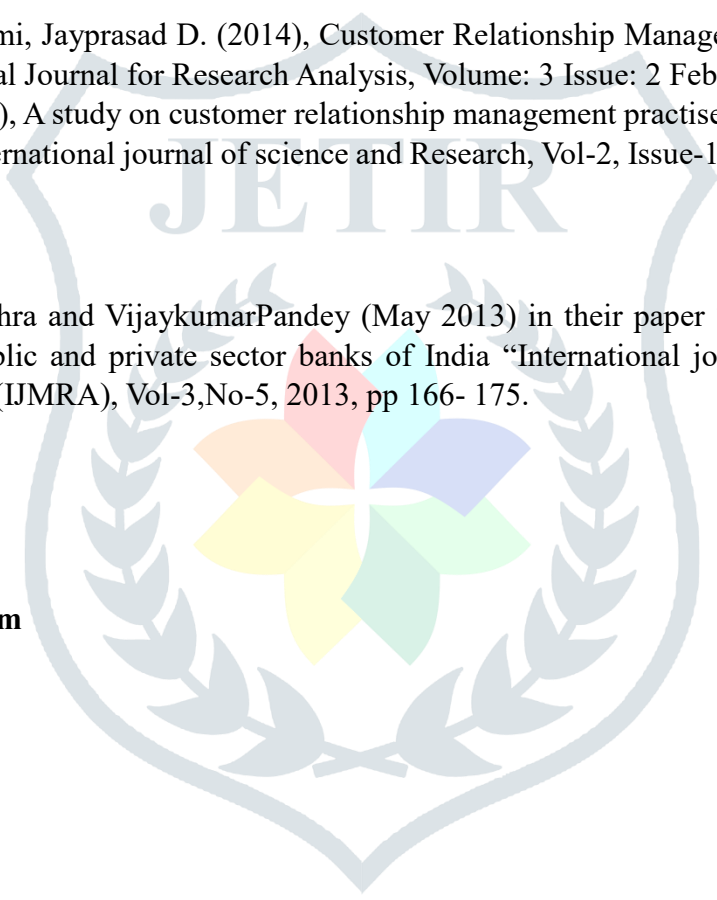 mi, Jayprasad D. (2014), Customer Relationship Manage
al Journal for Research Analysis, Volume: 3 Issue: 2 Feb
), A study on customer relationship management practise
ernational journal of science and Research, Vol-2, Issue-1
JETIR
hra and VijaykumarPandey (May 2013) in their paper
blic and private sector banks of India “International jo
(IJMRA), Vol-3,No-5, 2013, pp 166- 175.
m